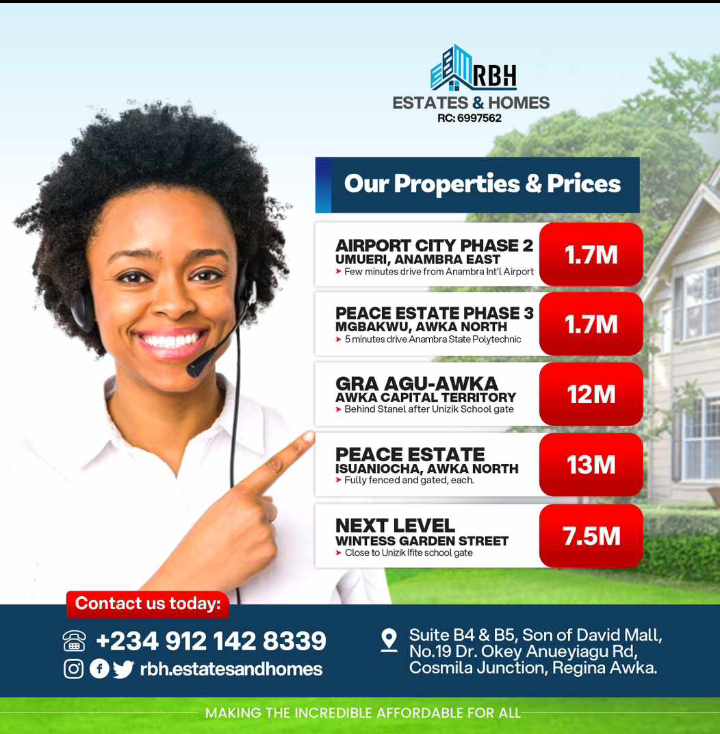 RBH
ESTATES & HOMES
RC: 6997562
Our Properties & Prices
AIRPORT CITY PHASE 2
UMUERI, ANAMBRA EAST
➤ Few minutes drive from Anambra Int'l Airport
1.7M
PEACE ESTATE PHASE 3
MGBAKWU, AWKA NORTH
➤ 5 minutes drive Anambra State Polytechnic
1.7M
GRA AGU-AWKA
AWKA CAPITAL TERRITORY
➤ Behind Stanel after Unizik School gate
12M
PEACE ESTATE
ISUANIOCHA, AWKA NORTH
➤ Fully fenced and gated, each.
13M
NEXT LEVEL
WINTESS GARDEN STREET
➤ Close to Unizik Ifite school gate
7.5M
Contact us today:
+234 912 142 8339
rbh.estatesandhomes
Suite B4 & B5, Son of David Mall,
No.19 Dr. Okey Anueyiagu Rd,
Cosmila Junction, Regina Awka.
MAKING THE INCREDIBLE AFFORDABLE FOR ALL